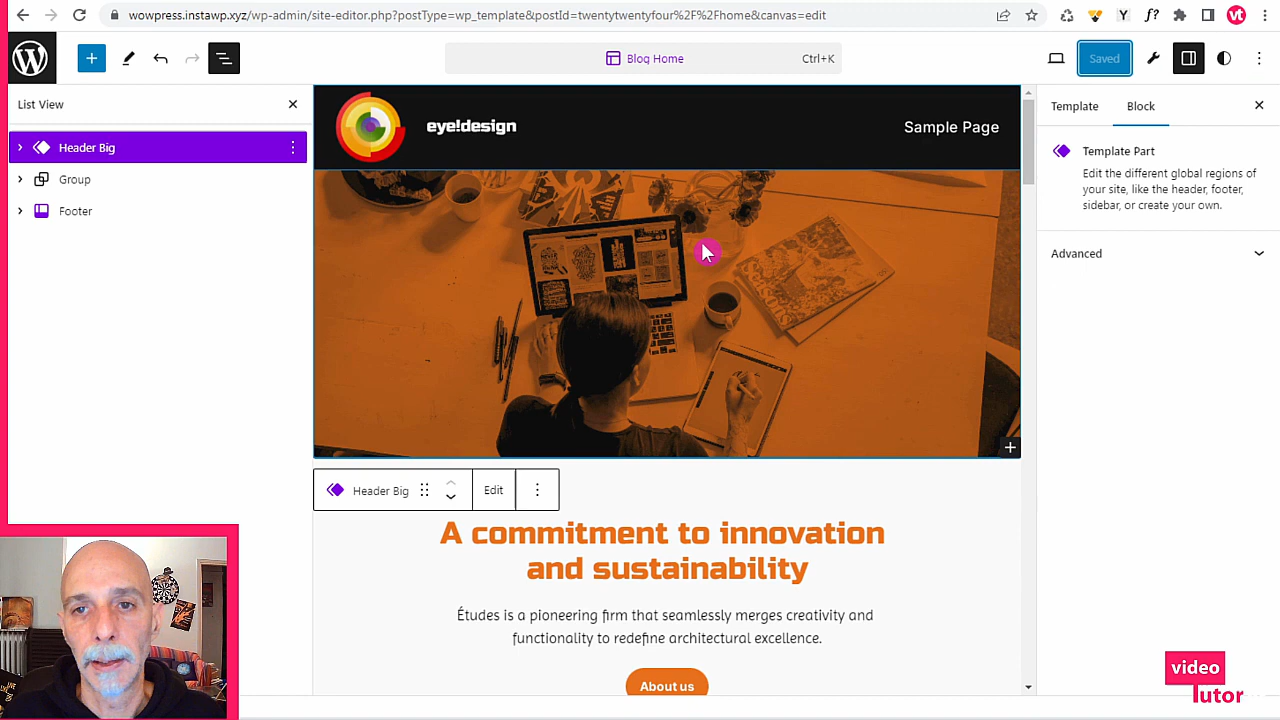 wowpress.instawp.xyz/wp-admin/site-editor.php?postType=wp_template&postId=twentytwentyfour%2F%2Fhome&canvas=edit
Y
f?
vt
Blog Home
Ctrl+K
Saved
List View
Header Big
Group
Footer
eye!design
Sample Page
Header Big
Edit
A commitment to innovation
and sustainability
Études is a pioneering firm that seamlessly merges creativity and
functionality to redefine architectural excellence.
About us
Template
Block
Template Part
Edit the different global regions of
your site, like the header, footer,
sidebar, or create your own.
Advanced
video
Tutor